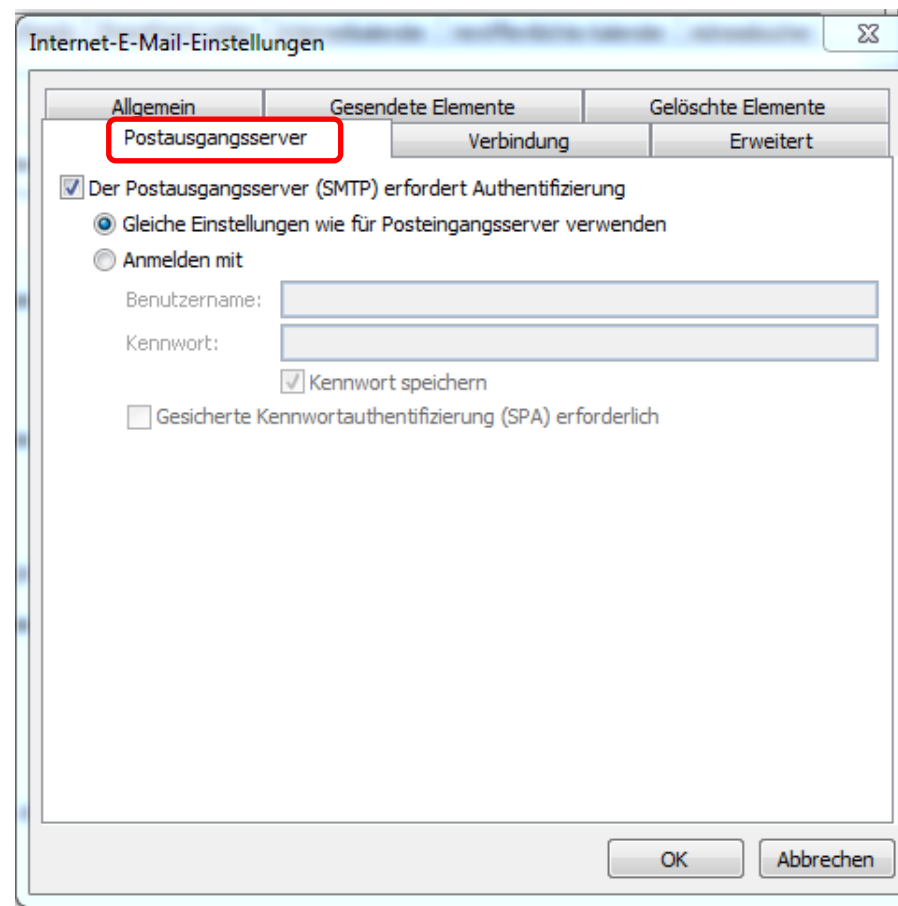 Internet-E-Mail-Einstellungen
Allgemein Gesendete Elemente Gelöschte Elemente
Postausgangsserver Verbindung Erweitert
Der Postausgangsserver (SMTP) erfordert Authentifizierung
Gleiche Einstellungen wie für Posteingangsserver verwenden
Anmelden mit
Benutzername:
Kennwort:
Kennwort speichern
Gesicherte Kennwortauthentifizierung (SPA) erforderlich
OK Abbrechen